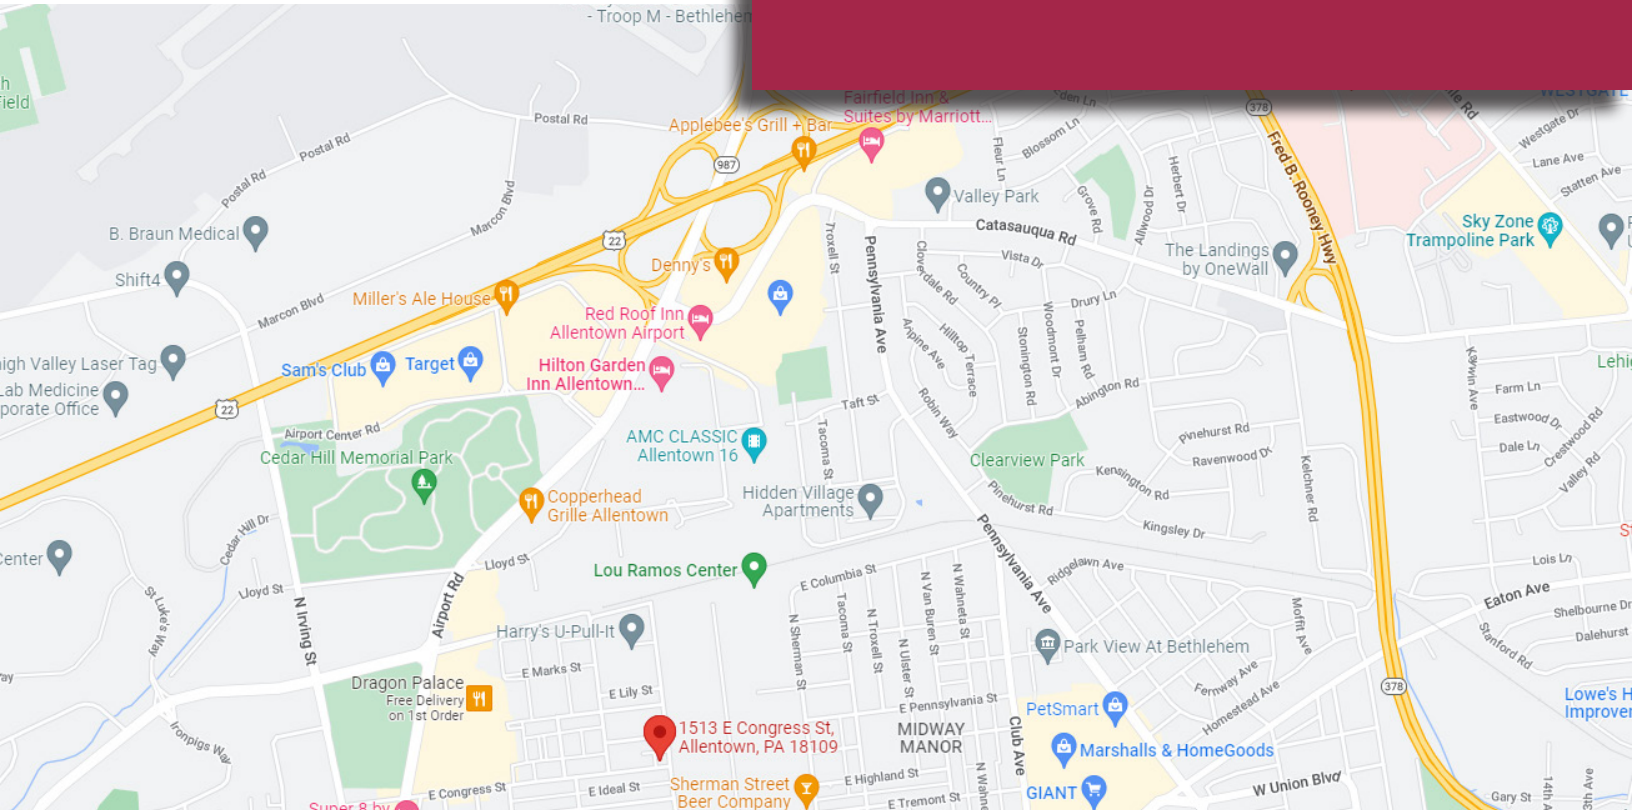 - Troop M - Bethlehem
Fairfield Inn &
Suites by Marriott...
Applebee's Grill + Bar
Postal Rd
Postal Rd
Postal Rd
Marcon Blvd
Marcon Blvd
987
22
22
378
378
Fred B. Rooney Hwy
Blossom Ln
Fleur Ln
Grove Rd
Allwood Dr
Herbert Dr
Westgate Dr
Lane Ave
Statten Ave
Valley Park
Catasauqua Rd
Sky Zone
Trampoline Park
The Landings
by OneWall
B. Braun Medical
Shift4
Miller's Ale House
Denny's
Red Roof Inn
Allentown Airport
Hilton Garden
Inn Allentown...
Sam's Club
Target
Troxell St
Pennsylvania Ave
Cloverdale Rd
Country Pl
Vista Dr
Drury Ln
Aripine Ave
Hilltop Terrace
Stonington Rd
Woodmont Dr
Pelham Rd
Abington Rd
Robin Way
Taft St
Tacoma St
Laser Tag
Lab Medicine
porate Office
Airport Center Rd
Cedar Hill Memorial Park
Copperhead
Grille Allentown
AMC CLASSIC
Allentown 16
Hidden Village
Apartments
Clearview Park
Pinehurst Rd
Ravenwood Dr
Kensington Rd
Pinehurst Rd
Kingsley Dr
Kelchner Rd
Farm Ln
Eastwood Dr
Dale Ln
Crestwood Rd
Valley Rd
Center
Cedar Hill Dr
Lloyd St
Lloyd St
N Irving St
Airport Rd
St Luke's Way
Lou Ramos Center
E Columbia St
Pennsylvania Ave
Ridgelawn Ave
Lois Ln
Eaton Ave
Shelbourne Dr
Dalehurst
Stanford Rd
Moffit Ave
Harry's U-Pull-It
E Marks St
E Lily St
N Sherman St
Tacoma St
N Troxell St
N Ulster St
N Van Buren St
N Wahneta St
Park View At Bethlehem
Fernway Ave
Homestead Ave
Dragon Palace
Free Delivery
on 1st Order
Ironpigs Way
1513 E Congress St,
Allentown, PA 18109
E Pennsylvania St
MIDWAY
MANOR
Club Ave
PetSmart
Marshalls & HomeGoods
GIANT
W Union Blvd
Lowe's H
Improver
Sherman Street
Beer Company
E Highland St
E Tremont St
E Congress St
E Ideal St
Super 8 by
Gary St
14th